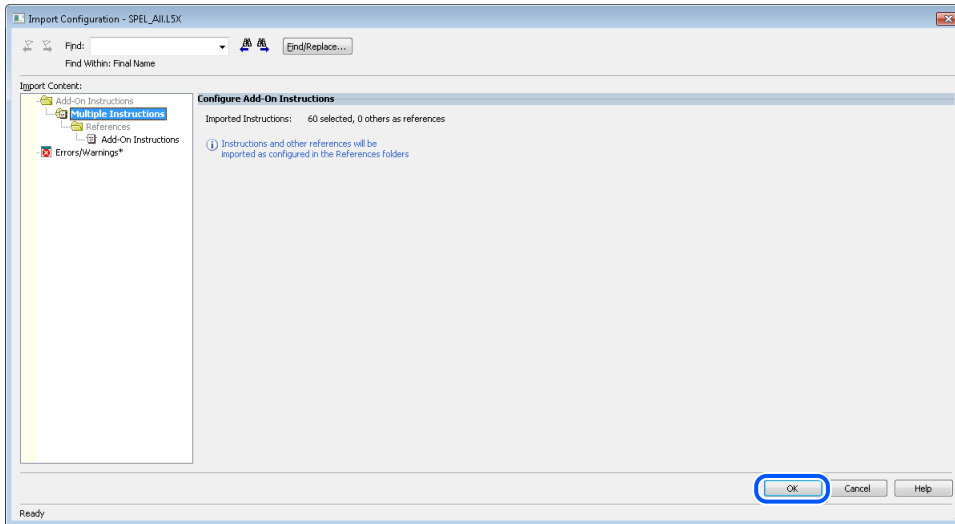 Import Configuration - SPEL_All.L5X
Find:
Find/Replace...
Find Within: Final Name
Import Content:
Add-On Instructions
Multiple Instructions
References
Add-On Instructions
Errors/Warnings*
Configure Add-On Instructions
Imported Instructions: 60 selected, 0 others as references
Instructions and other references will be
imported as configured in the References folders
OK
Cancel
Help
Ready